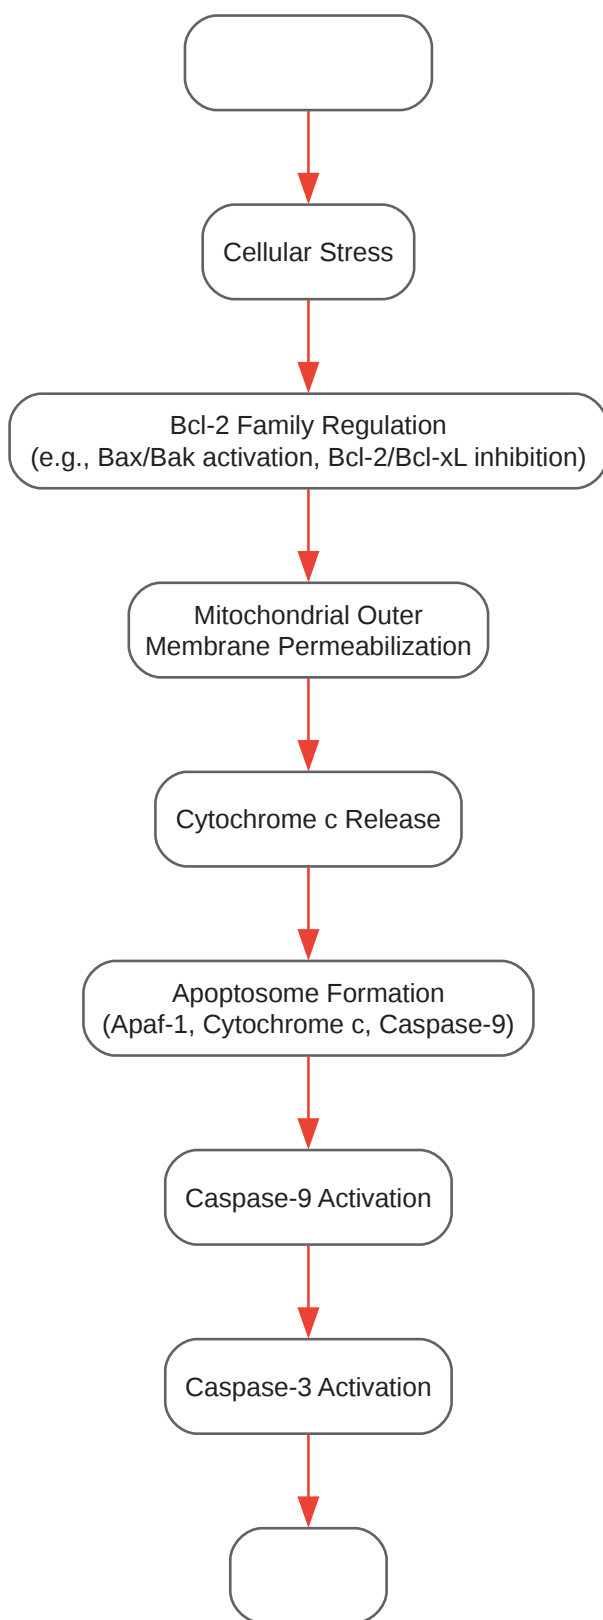 Cellular Stress
Bcl-2 Family Regulation
(e.g., Bax/Bak activation, Bcl-2/Bcl-xL inhibition)
Mitochondrial Outer
Membrane Permeabilization
Cytochrome c Release
Apoptosome Formation
(Apaf-1, Cytochrome c, Caspase-9)
Caspase-9 Activation
Caspase-3 Activation